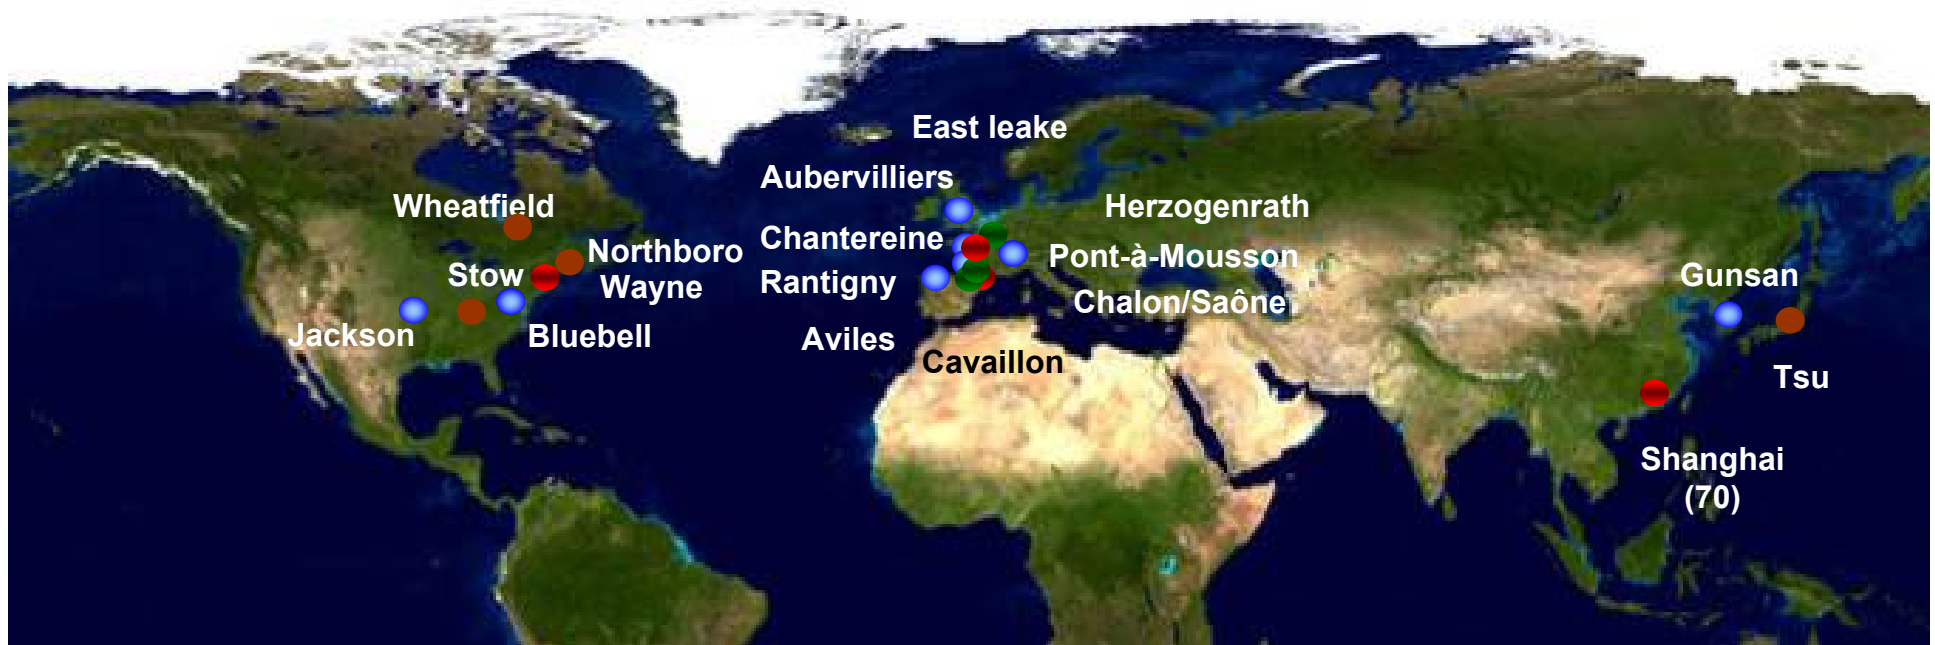 East leake
Aubervilliers
Wheatfield
Herzogenrath
Chantereine
Northboro
Pont-à-Mousson
Stow
Gunsan
Rantigny
Wayne
Chalon/Saône
Jackson
Bluebell
Aviles
Cavaillon
Tsu
Shanghai
(70)